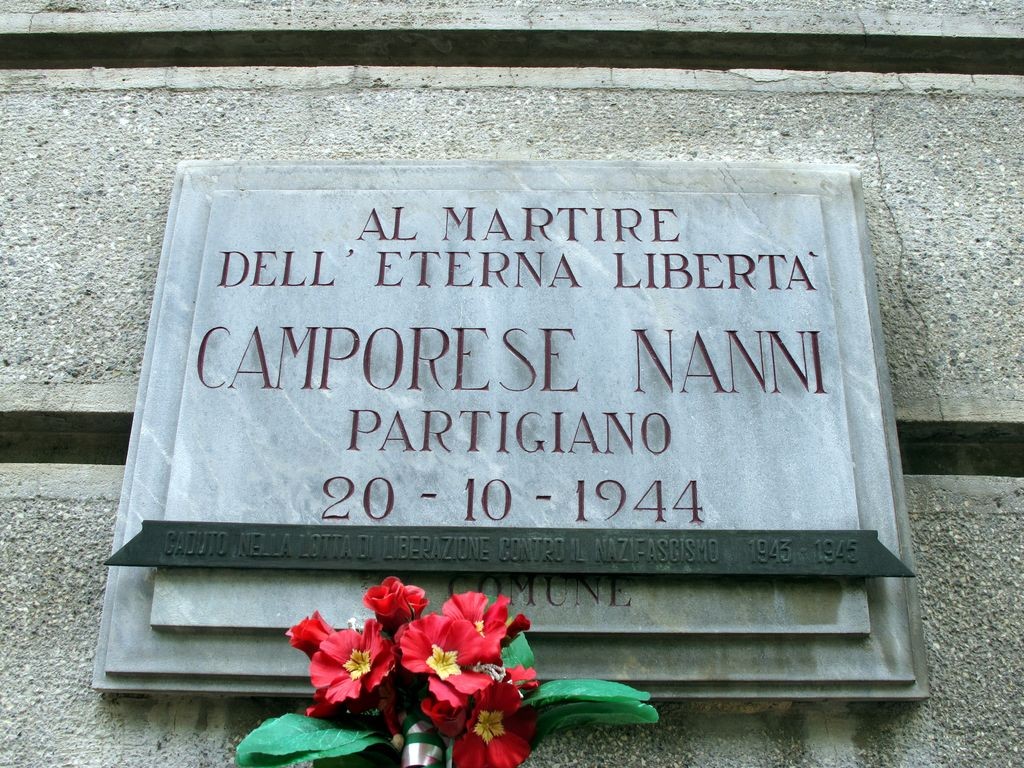 AL MARTIRE
DELL'ETERNA LIBERTA'
CAMPORESE NANNI
PARTIGIANO
20-10-1944
CADUTO NELLA LOTTA DI LIBERAZIONE CONTRO IL NAZIFASCISMO 1943 1945
COMUNE